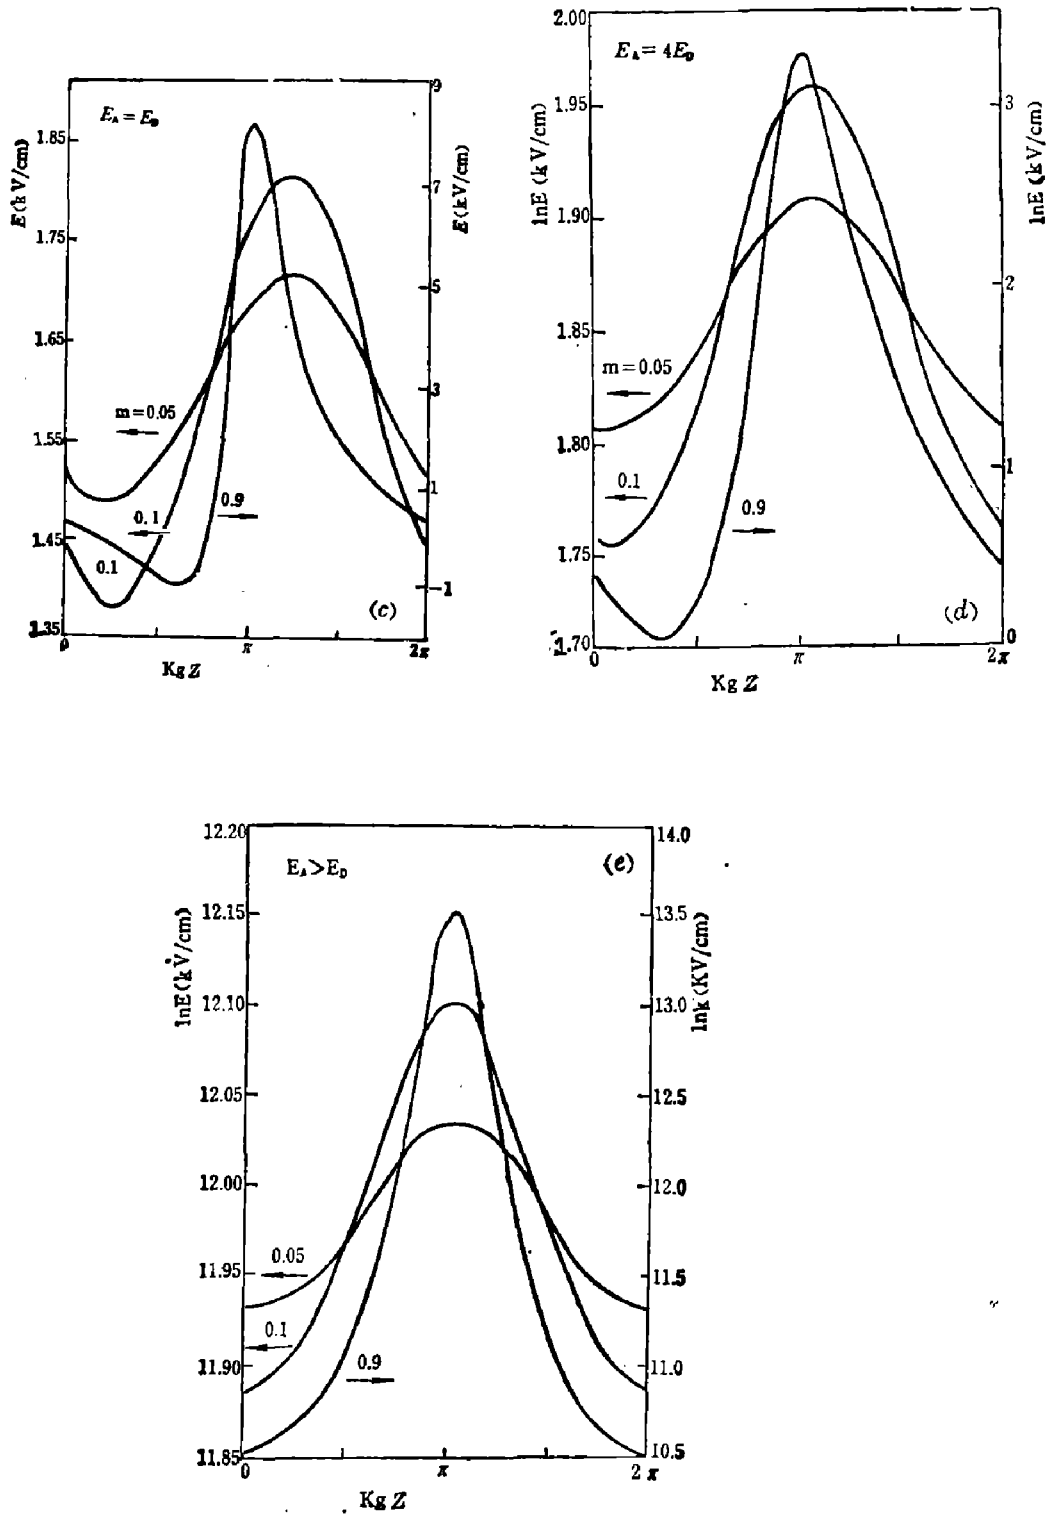 E_A = E_D
E(kV/cm)
1.85
1.75
1.65
1.55
1.45
1.35
9
7
5
3
1
-1
E(kV/cm)
m=0.05
0.1
0.1
0.9
(c)
0
π
2π
Kg Z
E_A = 4E_D
lnE (kV/cm)
2.00
1.95
1.90
1.85
1.80
1.75
1.70
3
2
1
0
lnE (kV/cm)
m=0.05
0.1
0.9
(d)
0
π
2π
Kg Z
E_A>E_D
(e)
lnE(kV/cm)
12.20
12.15
12.10
12.05
12.00
11.95
11.90
11.85
14.0
13.5
13.0
12.5
12.0
11.5
11.0
10.5
0.05
0.1
0.9
0
π
2π
Kg Z